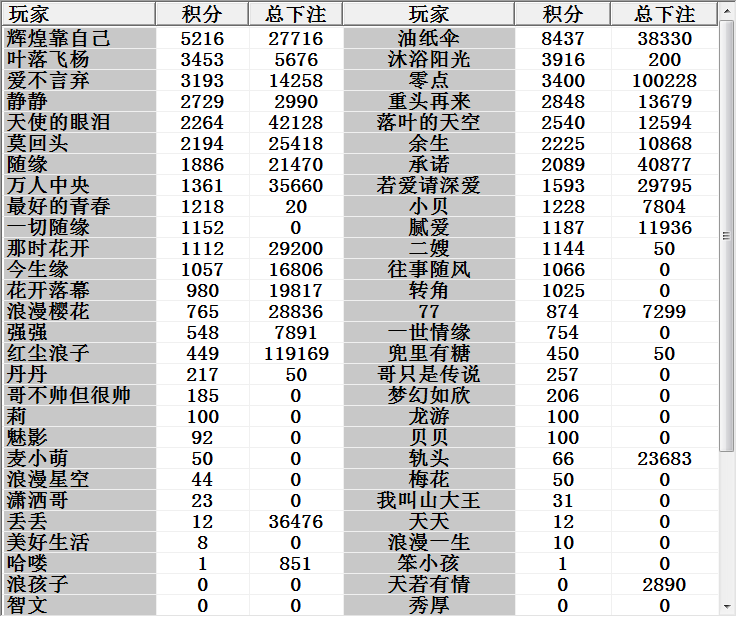 玩家 积分 总下注 玩家 积分 总下注
辉煌靠自己 5216 27716 油纸伞 8437 38330
叶落飞杨 3453 5676 沐浴阳光 3916 200
爱不言弃 3193 14258 零点 3400 100228
静静 2729 2990 重头再来 2848 13679
天使的眼泪 2264 42128 落叶的天空 2540 12594
莫回头 2194 25418 余生 2225 10868
随缘 1886 21470 承诺 2089 40877
万人中央 1361 35660 若爱请深爱 1593 29795
最好的青春 1218 20 小贝 1228 7804
一切随缘 1152 0 腻爱 1187 11936
那时花开 1112 29200 二嫂 1144 50
今生缘 1057 16806 往事随风 1066 0
花开落幕 980 19817 转角 1025 0
浪漫樱花 765 28836 77 874 7299
强强 548 7891 一世情缘 754 0
红尘浪子 449 119169 兜里有糖 450 50
丹丹 217 50 哥只是传说 257 0
哥不帅但很帅 185 0 梦幻如欣 206 0
莉 100 0 龙游 100 0
魅影 92 0 贝贝 100 0
麦小萌 50 0 轨头 66 23683
浪漫星空 44 0 梅花 50 0
潇洒哥 23 0 我叫山大王 31 0
丢丢 12 36476 天天 12 0
美好生活 8 0 浪漫一生 10 0
哈喽 1 851 笨小孩 1 0
浪孩子 0 0 天若有情 0 2890
智文 0 0 秀厚 0 0